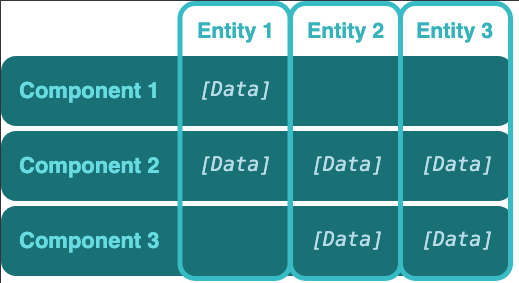 Entity 1 Entity 2 Entity 3
Component 1 [Data]
Component 2 [Data] [Data] [Data]
Component 3 [Data] [Data]